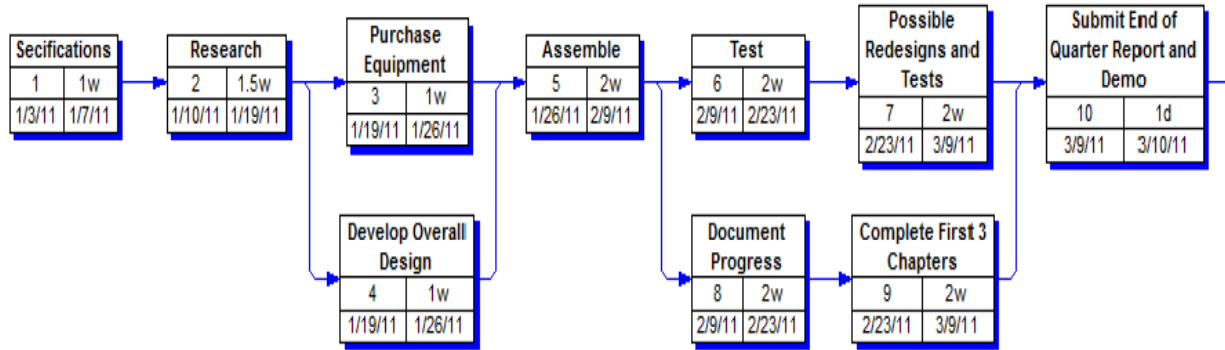 Secifications
1 1w
1/3/11 1/7/11
Research
2 1.5w
1/10/11 1/19/11
Purchase
Equipment
3 1w
1/19/11 1/26/11
Develop Overall
Design
4 1w
1/19/11 1/26/11
Assemble
5 2w
1/26/11 2/9/11
Test
6 2w
2/9/11 2/23/11
Document
Progress
8 2w
2/9/11 2/23/11
Possible
Redesigns and
Tests
7 2w
2/23/11 3/9/11
Complete First 3
Chapters
9 2w
2/23/11 3/9/11
Submit End of
Quarter Report and
Demo
10 1d
3/9/11 3/10/11